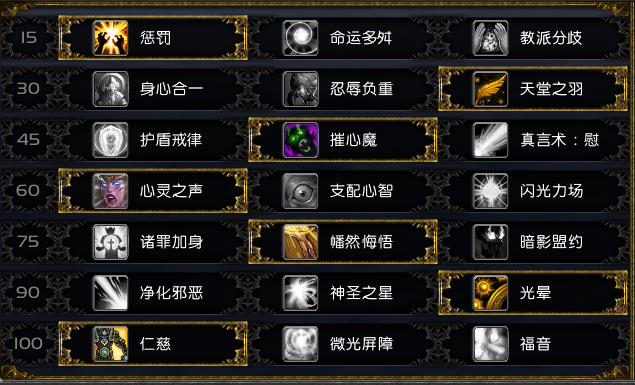 15 惩罚 命运多舛 教派分歧
30 身心合一 忍辱负重 天堂之羽
45 护盾戒律 摧心魔 真言术：慰
60 心灵之声 支配心智 闪光力场
75 诸罪加身 幡然悔悟 暗影盟约
90 净化邪恶 神圣之星 光晕
100 仁慈 微光屏障 福音